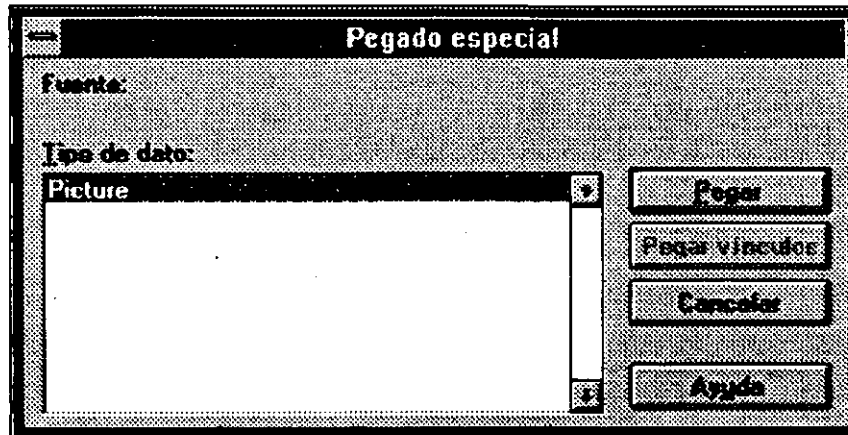 Pegado especial
Fuente:
Tipo de dato:
Picture
Pegar
Pegar vínculos
Cancelar
Ayuda